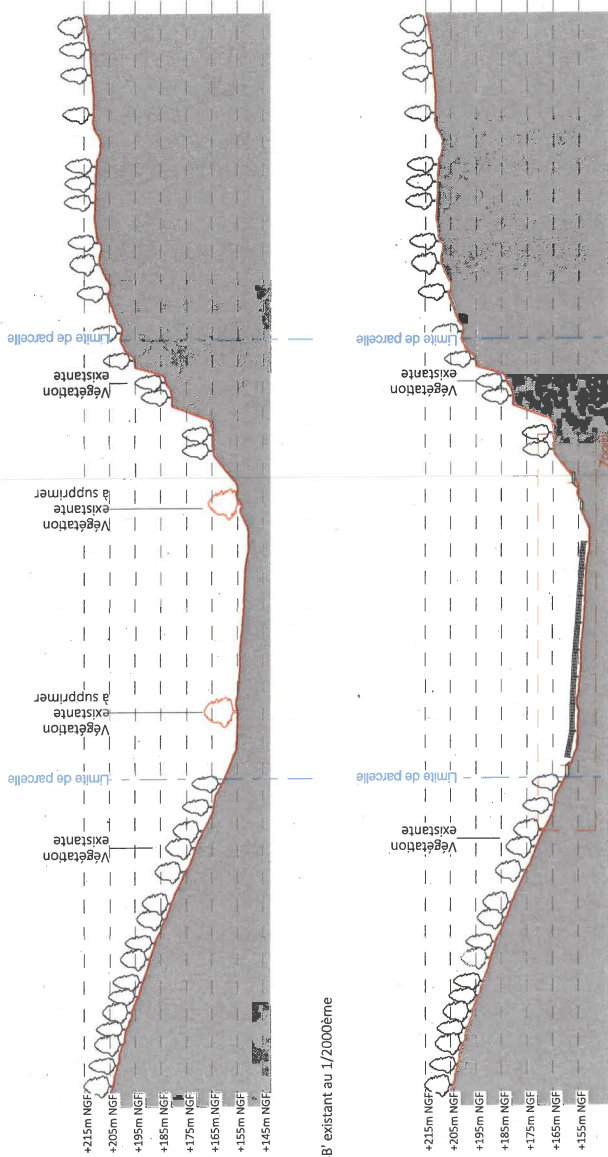 Limite de parcelle
Végétation
existante
Végétation
existante
à supprimer
Végétation
existante
à supprimer
Limite de parcelle
Végétation
existante
+215m NGF
+205m NGF
+195m NGF
+185m NGF
+175m NGF
+165m NGF
+155m NGF
+145m NGF
B' existant au 1/2000ème
Limite de parcelle
Végétation
existante
Limite de parcelle
Végétation
existante
+215m NGF
+205m NGF
+195m NGF
+185m NGF
+175m NGF
+165m NGF
+155m NGF